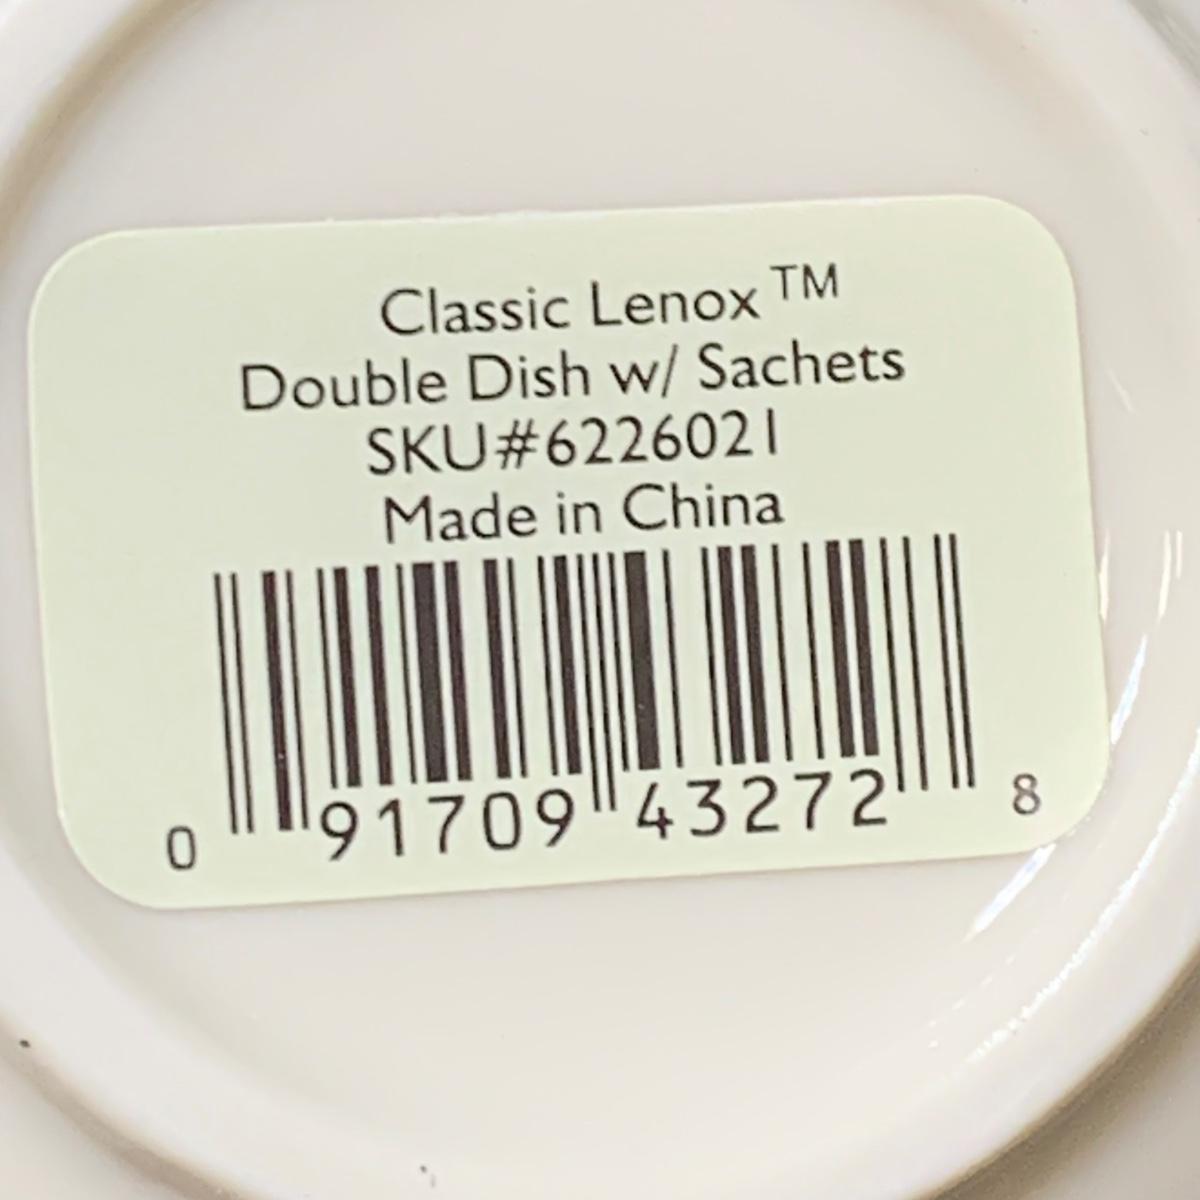 Classic Lenox™
Double Dish w/ Sachets
SKU#6226021
Made in China
0 91709 43272 8